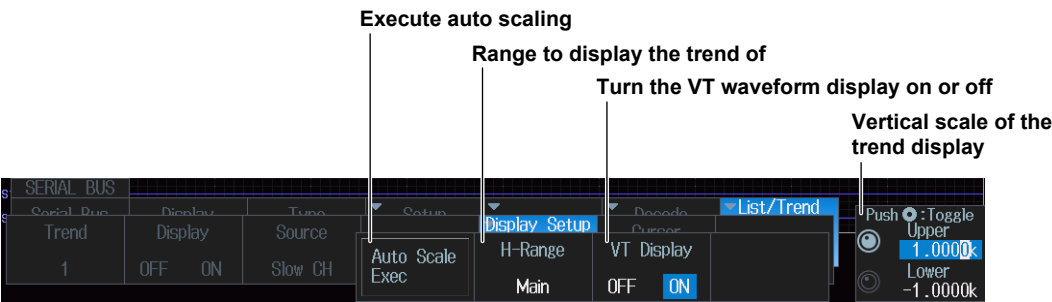 Execute auto scaling
Range to display the trend of
Turn the VT waveform display on or off
Vertical scale of the
trend display
SERIAL BUS
Serial Bus Display Type Setup Decode List/Trend
Display Setup Cursor
Push :Toggle
Trend Display Source
Auto Scale
Exec
H-Range VT Display
Upper
1.0000k
1 OFF ON Slow CH Main OFF ON
Lower
-1.0000k